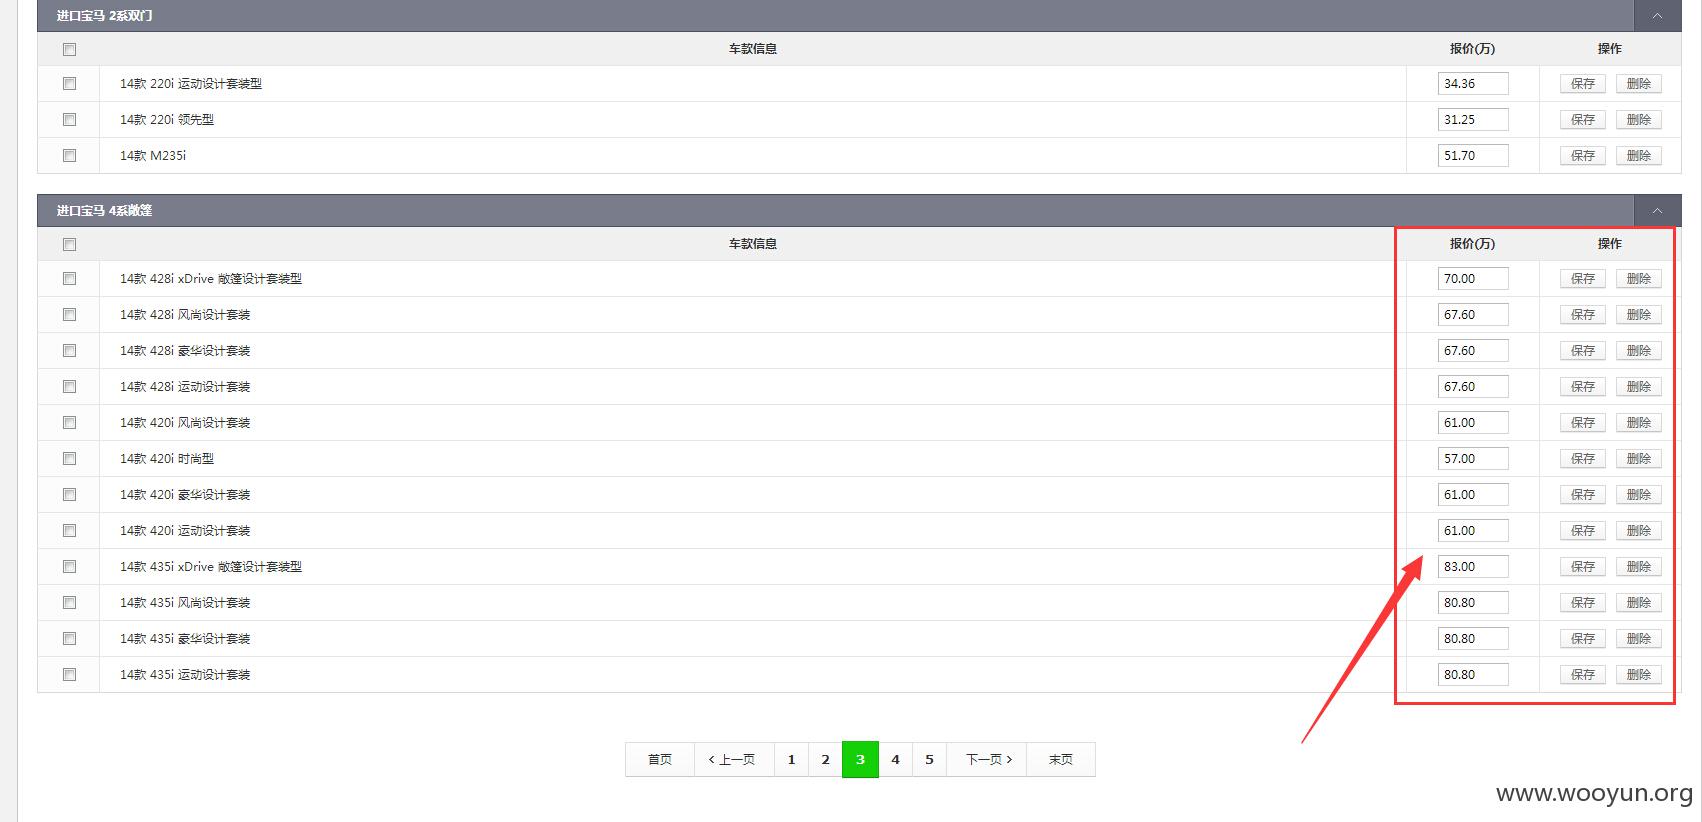 进口宝马 2系双门
车款信息 报价(万) 操作
14款 220i 运动设计套装型 34.36 保存 删除
14款 220i 领先型 31.25 保存 删除
14款 M235i 51.70 保存 删除
进口宝马 4系敞篷
车款信息 报价(万) 操作
14款 428i xDrive 敞篷设计套装型 70.00 保存 删除
14款 428i 风尚设计套装 67.60 保存 删除
14款 428i 豪华设计套装 67.60 保存 删除
14款 428i 运动设计套装 67.60 保存 删除
14款 420i 风尚设计套装 61.00 保存 删除
14款 420i 时尚型 57.00 保存 删除
14款 420i 豪华设计套装 61.00 保存 删除
14款 420i 运动设计套装 61.00 保存 删除
14款 435i xDrive 敞篷设计套装型 83.00 保存 删除
14款 435i 风尚设计套装 80.80 保存 删除
14款 435i 豪华设计套装 80.80 保存 删除
14款 435i 运动设计套装 80.80 保存 删除
首页 上一页 1 2 3 4 5 下一页 末页
www.wooyun.org